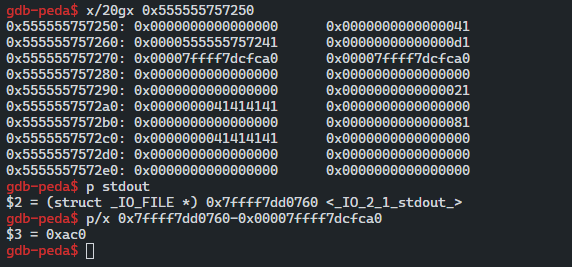 gdb-peda$ x/20gx 0x555555757250
0x555555757250: 0x0000000000000000 0x0000000000000041
0x555555757260: 0x0000555555757241 0x00000000000000d1
0x555555757270: 0x00007ffff7dcfca0 0x00007ffff7dcfca0
0x555555757280: 0x0000000000000000 0x0000000000000000
0x555555757290: 0x0000000000000000 0x0000000000000021
0x5555557572a0: 0x0000000041414141 0x0000000000000000
0x5555557572b0: 0x0000000000000000 0x0000000000000081
0x5555557572c0: 0x0000000041414141 0x0000000000000000
0x5555557572d0: 0x0000000000000000 0x0000000000000000
0x5555557572e0: 0x0000000000000000 0x0000000000000000
gdb-peda$ p stdout
$2 = (struct _IO_FILE *) 0x7ffff7dd0760 <_IO_2_1_stdout_>
gdb-peda$ p/x 0x7ffff7dd0760-0x00007ffff7dcfca0
$3 = 0xac0
gdb-peda$